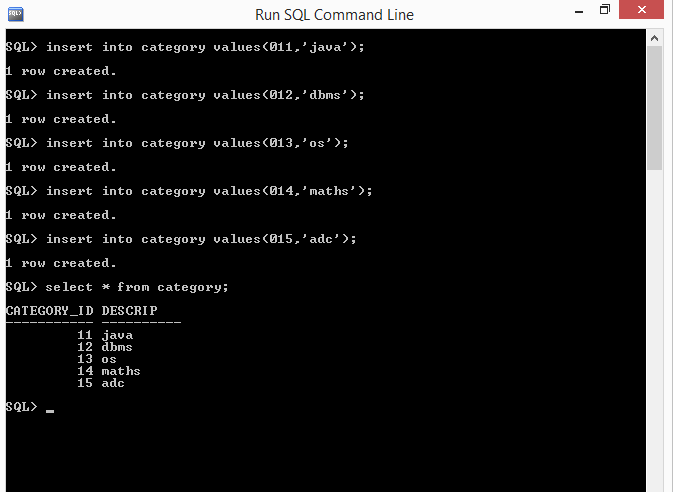 Run SQL Command Line
SQL> insert into category values(011,'java');
1 row created.
SQL> insert into category values(012,'dbms');
1 row created.
SQL> insert into category values(013,'os');
1 row created.
SQL> insert into category values(014,'maths');
1 row created.
SQL> insert into category values(015,'adc');
1 row created.
SQL> select * from category;
CATEGORY_ID DESCRIP
----------- ----------
11 java
12 dbms
13 os
14 maths
15 adc
SQL> _